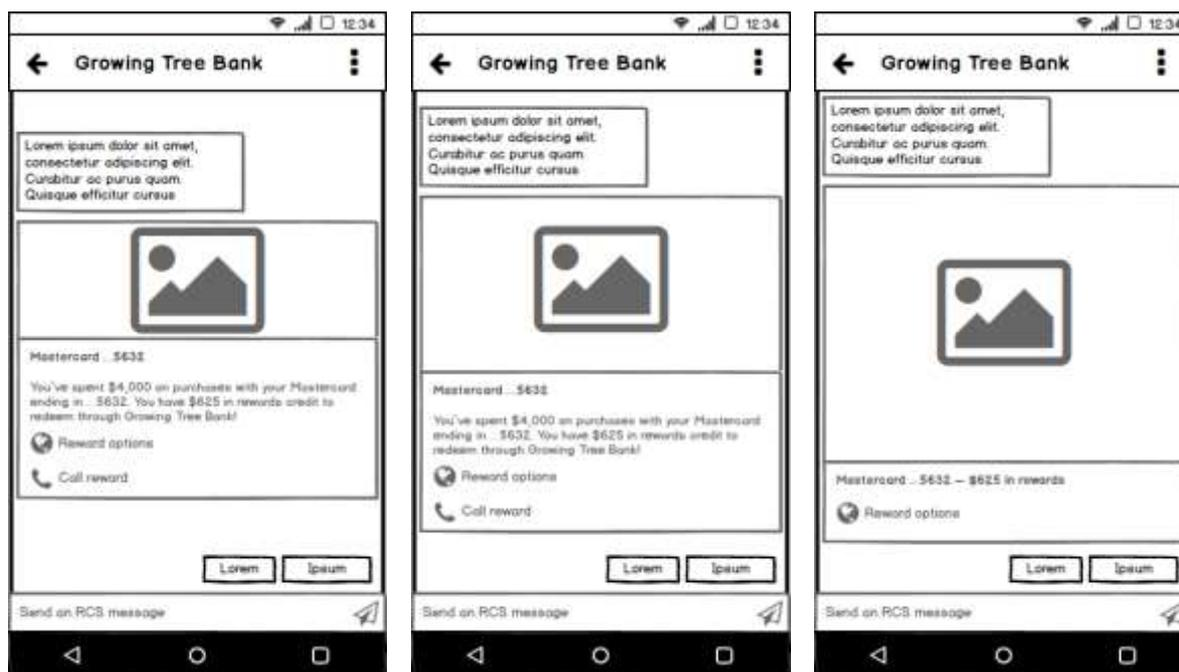 12:34
Growing Tree Bank
Lorem ipsum dolor sit amet,
consectetur adipiscing elit.
Curabitur ac purus quam.
Quisque efficitur cursus
Mastercard ...5632
You've spent $4,000 on purchases with your Mastercard
ending in ...5632. You have $625 in rewards credit to
redeem through Growing Tree Bank!
Reward options
Call reward
Lorem
Ipsum
Send an RCS message
12:34
Growing Tree Bank
Lorem ipsum dolor sit amet,
consectetur adipiscing elit.
Curabitur ac purus quam.
Quisque efficitur cursus
Mastercard ...5632
You've spent $4,000 on purchases with your Mastercard
ending in ...5632. You have $625 in rewards credit to
redeem through Growing Tree Bank!
Reward options
Call reward
Lorem
Ipsum
Send an RCS message
12:34
Growing Tree Bank
Lorem ipsum dolor sit amet,
consectetur adipiscing elit.
Curabitur ac purus quam.
Quisque efficitur cursus
Mastercard ...5632 – $625 in rewards
Reward options
Lorem
Ipsum
Send an RCS message